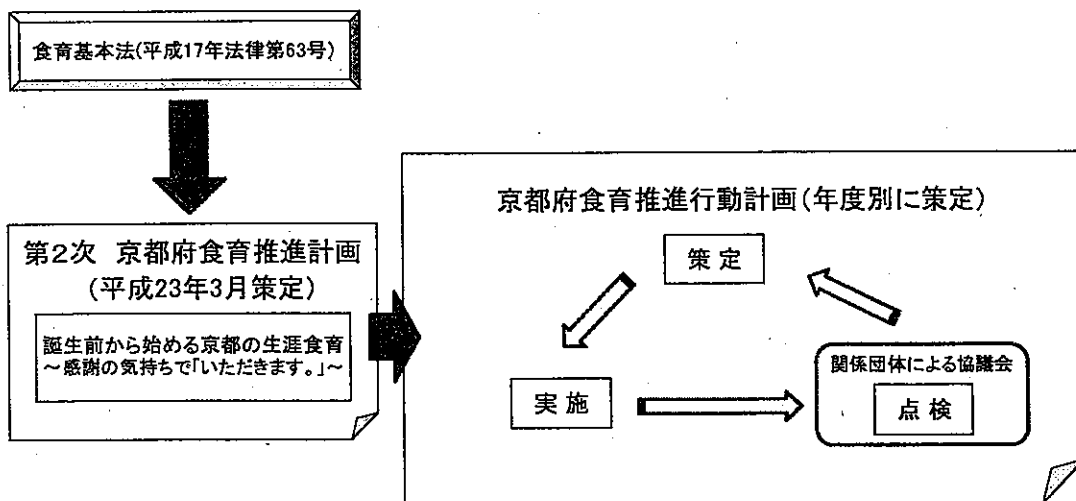 食育基本法(平成17年法律第63号)
第2次 京都府食育推進計画
(平成23年3月策定)
誕生前から始める京都の生涯食育
～感謝の気持ちで「いただきます。」～
京都府食育推進行動計画(年度別に策定)
策 定
実 施
関係団体による協議会
点 検